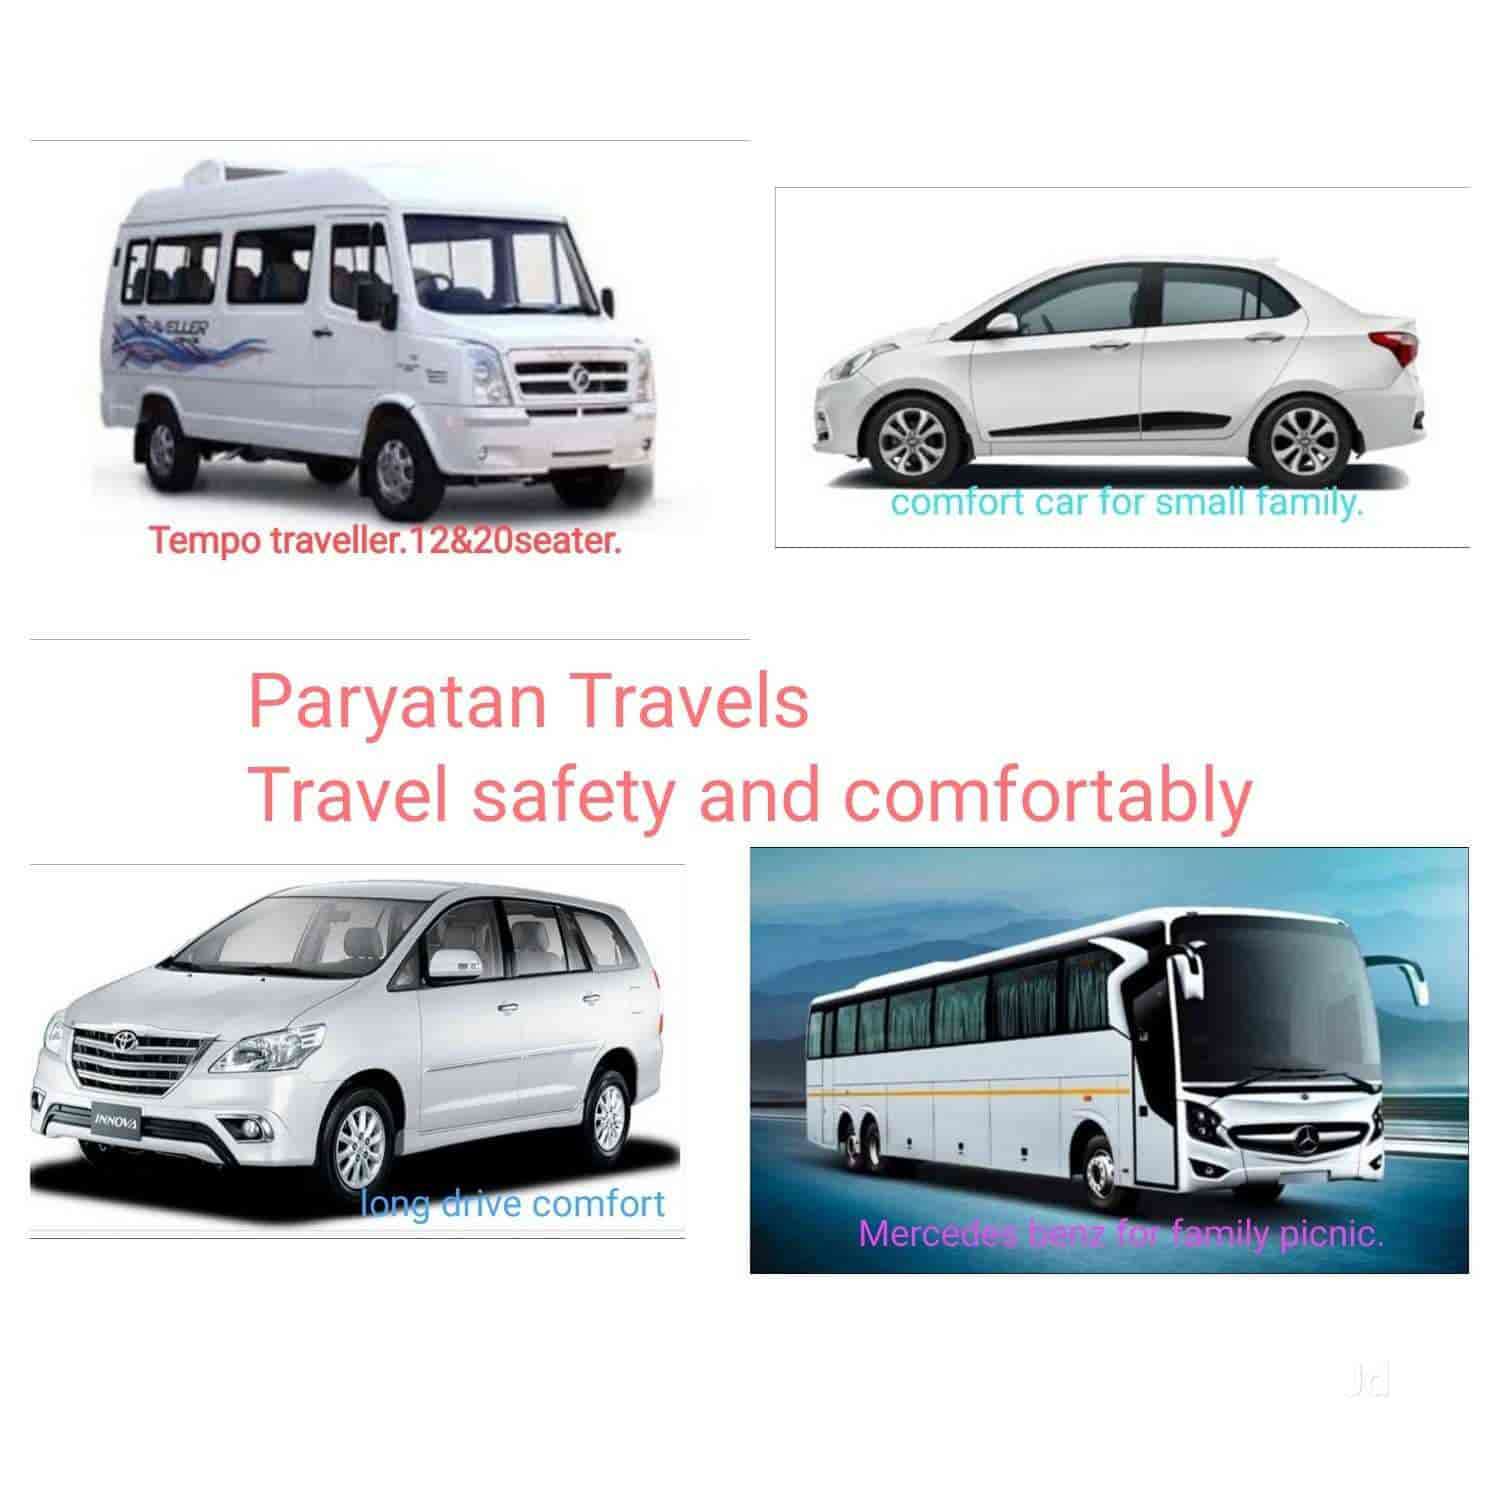 TRAVELLER
Tempo traveller.12&20seater.
comfort car for small family.
Paryatan Travels
Travel safety and comfortably
INNOVA
long drive comfort
Mercedes benz for family picnic.
Jd